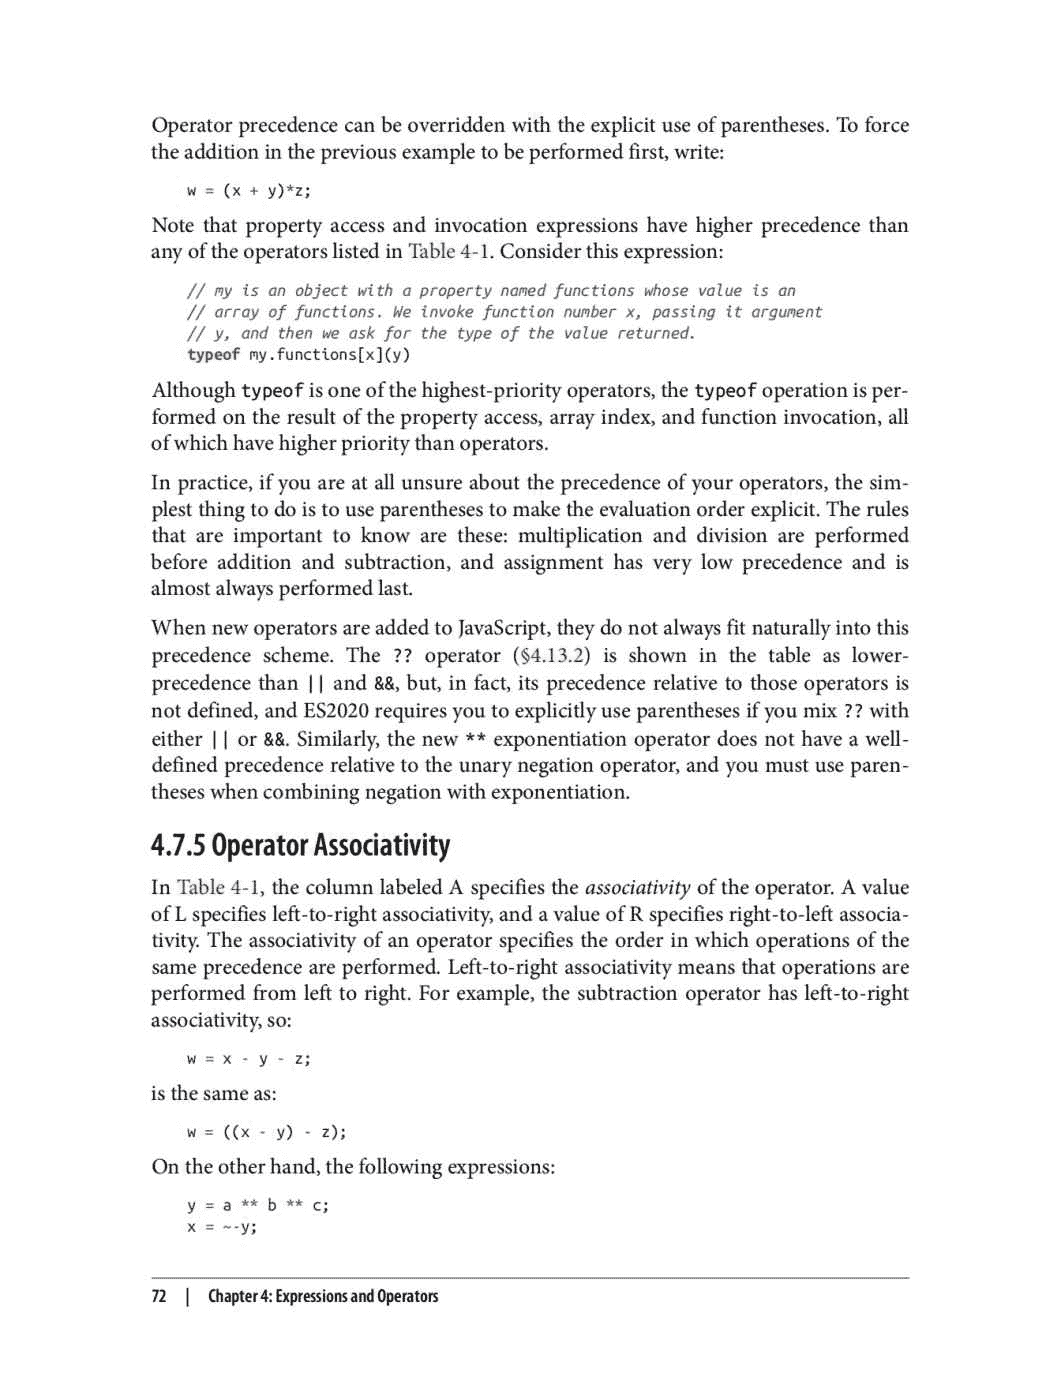 Operator precedence can be overridden with the explicit use of parentheses. To force
the addition in the previous example to be performed first, write:
w = (x + y)*z;
Note that property access and invocation expressions have higher precedence than
any of the operators listed in Table 4-1. Consider this expression:
// my is an object with a property named functions whose value is an
// array of functions. We invoke function number x, passing it argument
// y, and then we ask for the type of the value returned.
typeof my.functions[x](y)
Although typeof is one of the highest-priority operators, the typeof operation is per-
formed on the result of the property access, array index, and function invocation, all
of which have higher priority than operators.
In practice, if you are at all unsure about the precedence of your operators, the sim-
plest thing to do is to use parentheses to make the evaluation order explicit. The rules
that are important to know are these: multiplication and division are performed
before addition and subtraction, and assignment has very low precedence and is
almost always performed last.
When new operators are added to JavaScript, they do not always fit naturally into this
precedence scheme. The ?? operator (§4.13.2) is shown in the table as lower-
precedence than || and &&, but, in fact, its precedence relative to those operators is
not defined, and ES2020 requires you to explicitly use parentheses if you mix ?? with
either || or &&. Similarly, the new ** exponentiation operator does not have a well-
defined precedence relative to the unary negation operator, and you must use paren-
theses when combining negation with exponentiation.
4.7.5 Operator Associativity
In Table 4-1, the column labeled A specifies the associativity of the operator. A value
of L specifies left-to-right associativity, and a value of R specifies right-to-left associa-
tivity. The associativity of an operator specifies the order in which operations of the
same precedence are performed. Left-to-right associativity means that operations are
performed from left to right. For example, the subtraction operator has left-to-right
associativity, so:
w = x - y - z;
is the same as:
w = ((x - y) - z);
On the other hand, the following expressions:
y = a ** b ** c;
x = ~-y;
72 | Chapter 4: Expressions and Operators